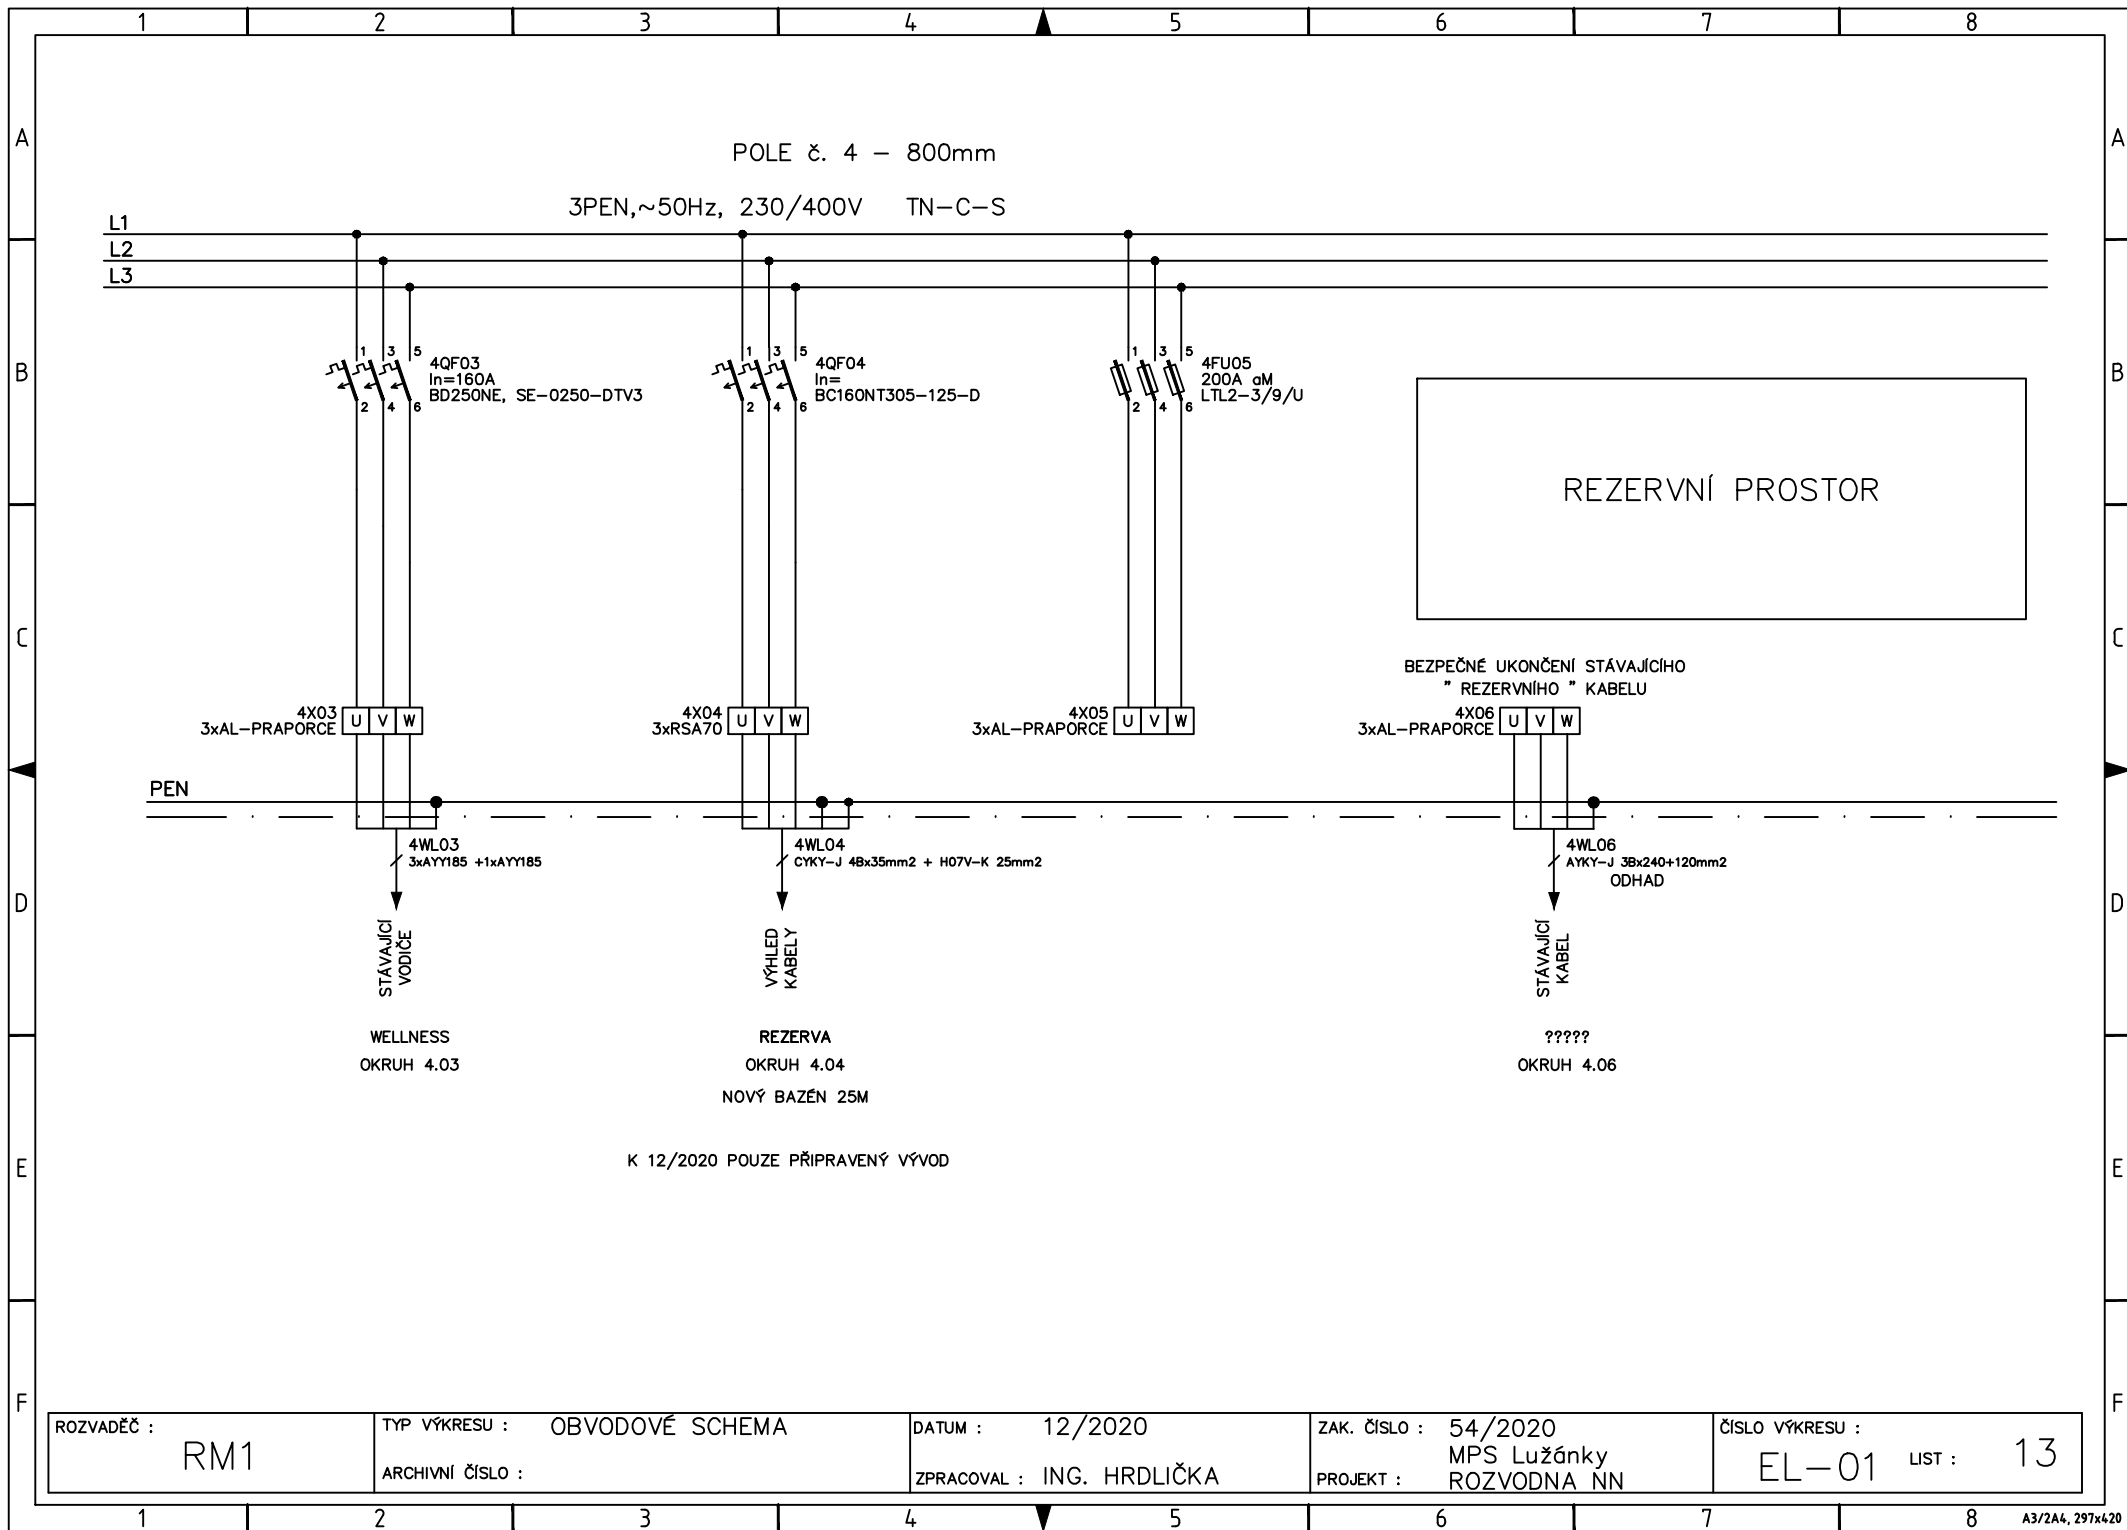 1 2 3 4 5 6 7 8
A A
POLE č. 4 – 800mm
3PEN,~50Hz, 230/400V TN–C–S
L1
L2
L3
B B
1 3 5
2 4 6
4QF03
In=160A
BD250NE, SE–0250–DTV3
1 3 5
2 4 6
4QF04
In=
BC160NT305–125–D
1 3 5
2 4 6
4FU05
200A aM
LTL2–3/9/U
REZERVNÍ PROSTOR
C C
BEZPEČNÉ UKONČENÍ STÁVAJÍCÍHO
" REZERVNÍHO " KABELU
4X03
3xAL–PRAPORCE
U V W
4X04
3xRSA70
U V W
4X05
3xAL–PRAPORCE
U V W
4X06
3xAL–PRAPORCE
U V W
PEN
4WL03
3xAYY185 +1xAYY185
4WL04
CYKY–J 4Bx35mm2 + H07V–K 25mm2
4WL06
AYKY–J 3Bx240+120mm2
ODHAD
D D
STÁVAJÍCÍ
VODIČE
VÝHLED
KABELY
STÁVAJÍCÍ
KABEL
WELLNESS
OKRUH 4.03
REZERVA
OKRUH 4.04
NOVÝ BAZÉN 25M
?????
OKRUH 4.06
K 12/2020 POUZE PŘIPRAVENÝ VÝVOD
E E
F F
ROZVADĚČ :
RM1
TYP VÝKRESU : OBVODOVÉ SCHEMA
ARCHIVNÍ ČÍSLO :
DATUM : 12/2020
ZPRACOVAL : ING. HRDLIČKA
ZAK. ČÍSLO : 54/2020
MPS Lužánky
PROJEKT : ROZVODNA NN
ČÍSLO VÝKRESU :
EL–01
LIST : 13
1 2 3 4 5 6 7 8
A3/2A4, 297x420